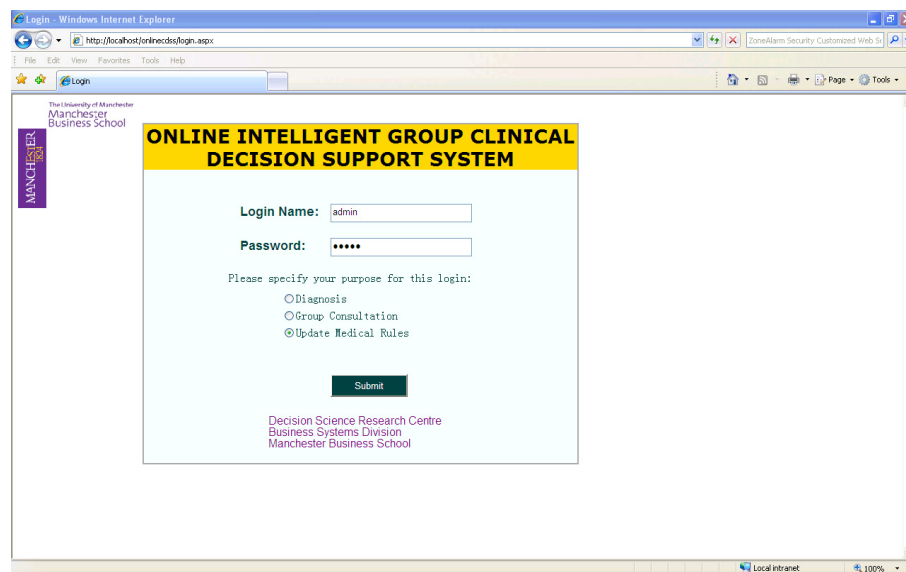 Login - Windows Internet Explorer
http://localhost/onlinecdss/login.aspx
ZoneAlarm Security Customized Web
File Edit View Favorites Tools Help
Login
Page Tools
The University of Manchester
Manchester
Business School
MANCHESTER
1824
ONLINE INTELLIGENT GROUP CLINICAL
DECISION SUPPORT SYSTEM
Login Name: admin
Password: •••••
Please specify your purpose for this login:
Diagnosis
Group Consultation
Update Medical Rules
Submit
Decision Science Research Centre
Business Systems Division
Manchester Business School
Local intranet 100%